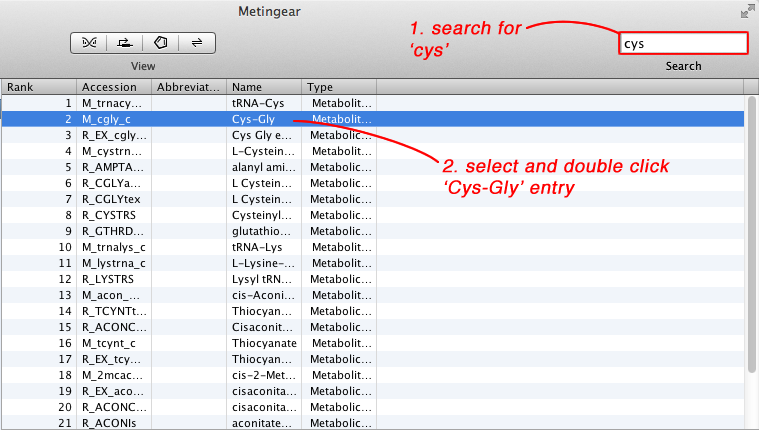 Metingear
1. search for
'cys'
cys
View
Search
Rank Accession Abbreviat... Name Type
1 M_trnacy... tRNA-Cys Metabolit...
2 M_cgly_c Cys-Gly Metabolit...
3 R_EX_cgly... Cys Gly e... Metabolic...
4 M_cystrn... L-Cystein... Metabolit...
5 R_AMPTA... alanyl ami... Metabolic...
6 R_CGLYa... L Cystein... Metabolic...
7 R_CGLYtex L Cystein... Metabolic...
8 R_CYSTRS Cysteinyl... Metabolic...
9 R_GTHRD... glutathio... Metabolic...
10 M_trnalys_c tRNA-Lys Metabolit...
11 M_lystrna_c L-Lysine-... Metabolit...
12 R_LYSTRS Lysyl tRN... Metabolic...
13 M_acon_... cis-Aconi... Metabolit...
14 R_TCYNTt... Thiocyan... Metabolic...
15 R_ACONC... Cisaconit... Metabolic...
16 M_tcynt_c Thiocyanate Metabolit...
17 R_EX_tcy... Thiocyan... Metabolic...
18 M_2mcac... cis-2-Met... Metabolit...
19 R_EX_aco... cisaconita... Metabolic...
20 R_ACONC... cisaconita... Metabolic...
21 R_ACONIs aconitate... Metabolic...
2. select and double click
'Cys-Gly' entry